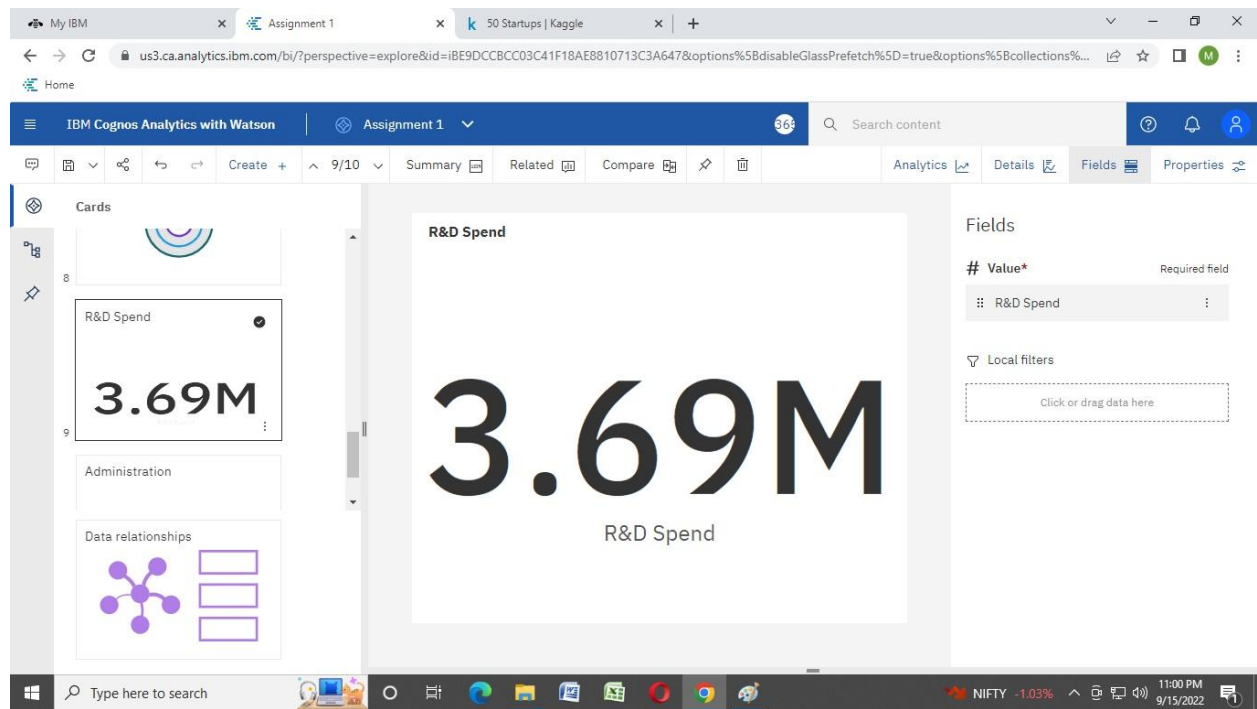 My IBM
Assignment 1
50 Startups | Kaggle
us3.ca.analytics.ibm.com/bi/?perspective=explore&id=iBE9DCCBCC03C41F18AE8810713C3A647&options%5BdisableGlassPrefetch%5D=true&options%5Bcollections%...
M
Home
IBM Cognos Analytics with Watson
Assignment 1
Search content
Create + 9/10 Summary Related Compare
Analytics Details Fields Properties
Cards
8
R&D Spend
3.69M
9
Administration
Data relationships
R&D Spend
3.69M
R&D Spend
Fields
# Value* Required field
R&D Spend
Local filters
Click or drag data here
Type here to search
NIFTY -1.03%
11:00 PM
9/15/2022
1